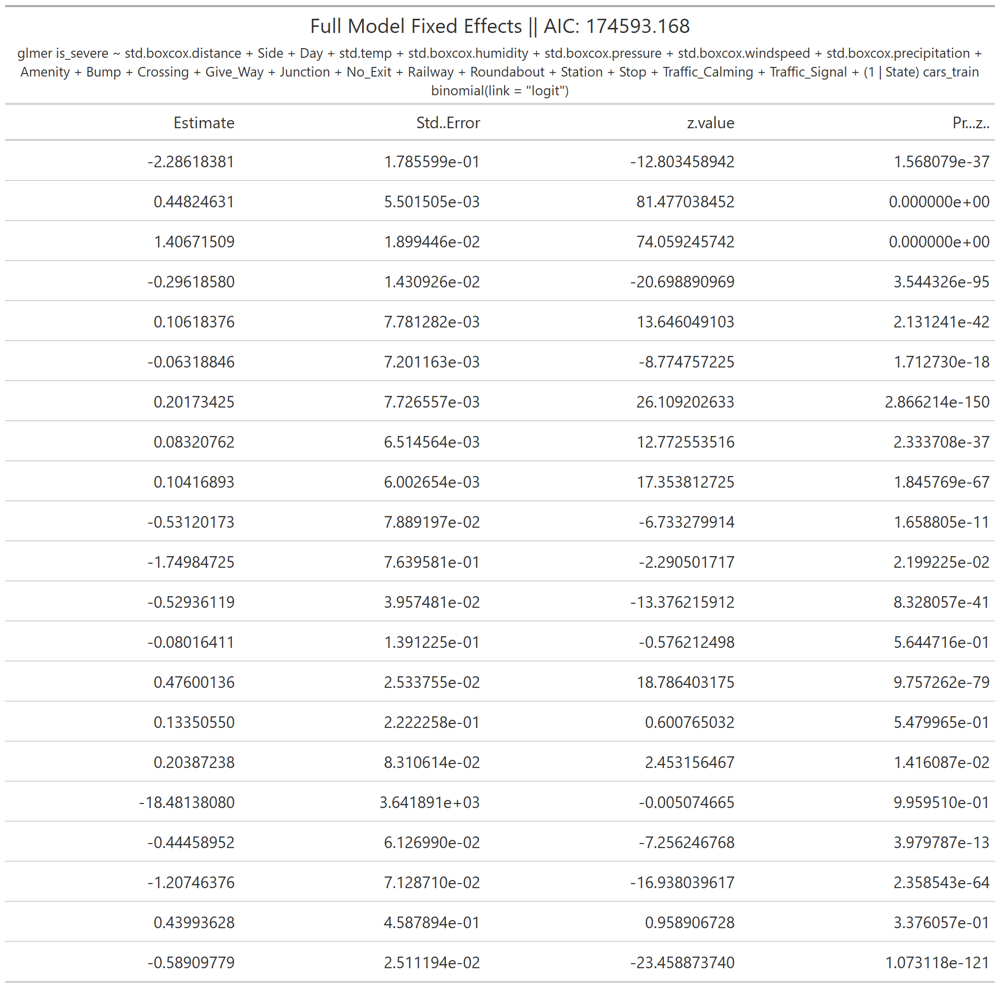 Full Model Fixed Effects || AIC: 174593.168
glmer is_severe ~ std.boxcox.distance + Side + Day + std.temp + std.boxcox.humidity + std.boxcox.pressure + std.boxcox.windspeed + std.boxcox.precipitation +
Amenity + Bump + Crossing + Give_Way + Junction + No_Exit + Railway + Roundabout + Station + Stop + Traffic_Calming + Traffic_Signal + (1 | State) cars_train
binomial(link = "logit")
Estimate Std..Error z.value Pr...z..
-2.28618381 1.785599e-01 -12.803458942 1.568079e-37
0.44824631 5.501505e-03 81.477038452 0.000000e+00
1.40671509 1.899446e-02 74.059245742 0.000000e+00
-0.29618580 1.430926e-02 -20.698890969 3.544326e-95
0.10618376 7.781282e-03 13.646049103 2.131241e-42
-0.06318846 7.201163e-03 -8.774757225 1.712730e-18
0.20173425 7.726557e-03 26.109202633 2.866214e-150
0.08320762 6.514564e-03 12.772553516 2.333708e-37
0.10416893 6.002654e-03 17.353812725 1.845769e-67
-0.53120173 7.889197e-02 -6.733279914 1.658805e-11
-1.74984725 7.639581e-01 -2.290501717 2.199225e-02
-0.52936119 3.957481e-02 -13.376215912 8.328057e-41
-0.08016411 1.391225e-01 -0.576212498 5.644716e-01
0.47600136 2.533755e-02 18.786403175 9.757262e-79
0.13350550 2.222258e-01 0.600765032 5.479965e-01
0.20387238 8.310614e-02 2.453156467 1.416087e-02
-18.48138080 3.641891e+03 -0.005074665 9.959510e-01
-0.44458952 6.126990e-02 -7.256246768 3.979787e-13
-1.20746376 7.128710e-02 -16.938039617 2.358543e-64
0.43993628 4.587894e-01 0.958906728 3.376057e-01
-0.58909779 2.511194e-02 -23.458873740 1.073118e-121